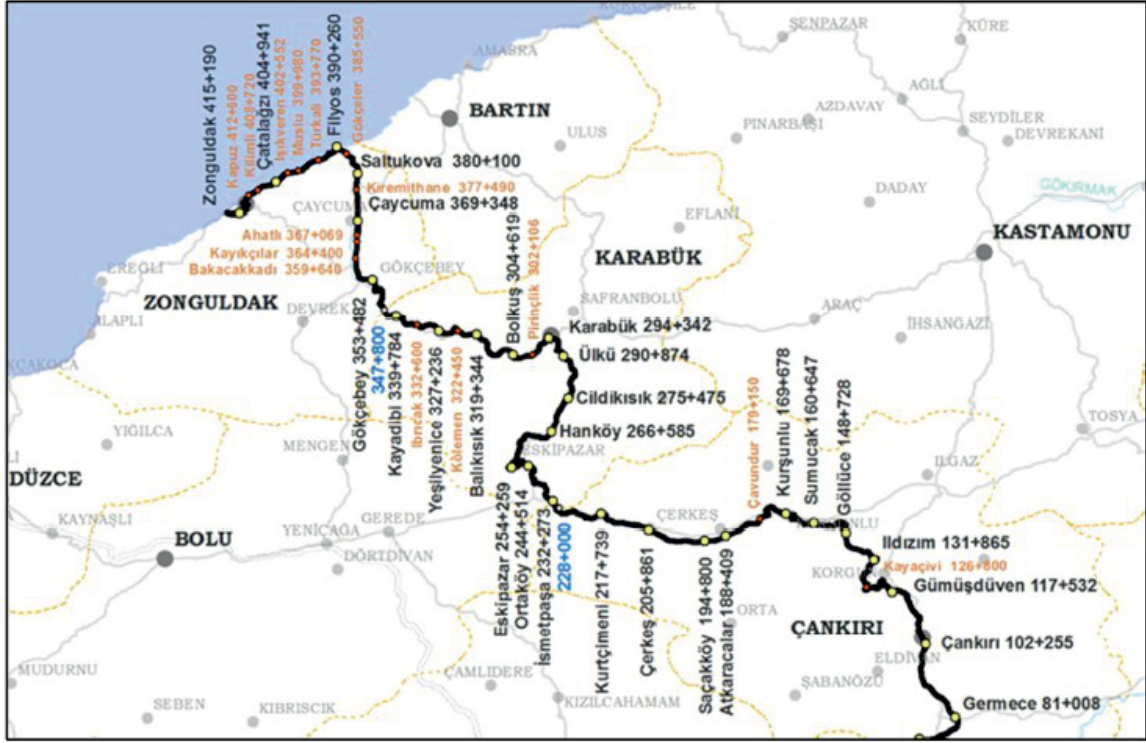 KURUCAŞİLE
ŞENPAZAR
KÜRE
AMASRA
BARTIN
AĞLI
AZDAVAY
SEYDİLER
PINARBAŞI
DEVREKANİ
ULUS
Zonguldak 415+190
Kapuz 412+600
Kilimli 408+720
Çatalağzı 404+941
Işıkveren 402+552
Muslu 399+980
Türkali 393+770
Filyos 390+260
Gökçeler 385+550
Saltukova 380+100
Kiremithane 377+490
Çaycuma 369+348
ÇAYCUMA
DADAY
GÖKIRMAK
EFLANİ
KASTAMONU
Ahatlı 367+069
Kayıkçılar 364+400
Bakacakkadı 359+640
EREĞLİ
GÖKÇEBEY
KARABÜK
ZONGULDAK
DEVREK
SAFRANBOLU
ARAÇ
ALAPLI
İHSANGAZİ
Gökçebey 353+482
347+800
Kayadibi 339+784
Ibrıcak 332+600
Yeşilyenice 327+236
Kölemen 322+450
Balıkısık 319+344
Bolkuş 304+619
Pirinçlik 302+106
Karabük 294+342
Ülkü 290+874
Cildikısık 275+475
Hanköy 266+585
TOSYA
YIĞILCA
MENGEN
ESKİPAZAR
ILGAZ
DÜZCE
KAYNAŞLI
BOLU
YENİÇAĞA
GEREDE
DÖRTDİVAN
Eskipazar 254+259
Ortaköy 244+514
İsmetpaşa 232+273
228+000
Kurtçimeni 217+739
Çerkeş 205+861
Saçakköy 194+800
Atkaracalar 188+409
Çavundur 179+150
Kurşunlu 169+678
Sumucak 160+647
Göllüce 148+728
ÇERKEŞ
Ildızım 131+865
Kayaçivi 126+800
Gümüşdüven 117+532
ORTA
ÇANKIRI
Çankırı 102+255
ELDİVAN
MUDURNU
ÇAMLIDERE
ŞABANÖZÜ
SEBEN
KIBRISCIK
KIZILCAHAMAM
Germece 81+008